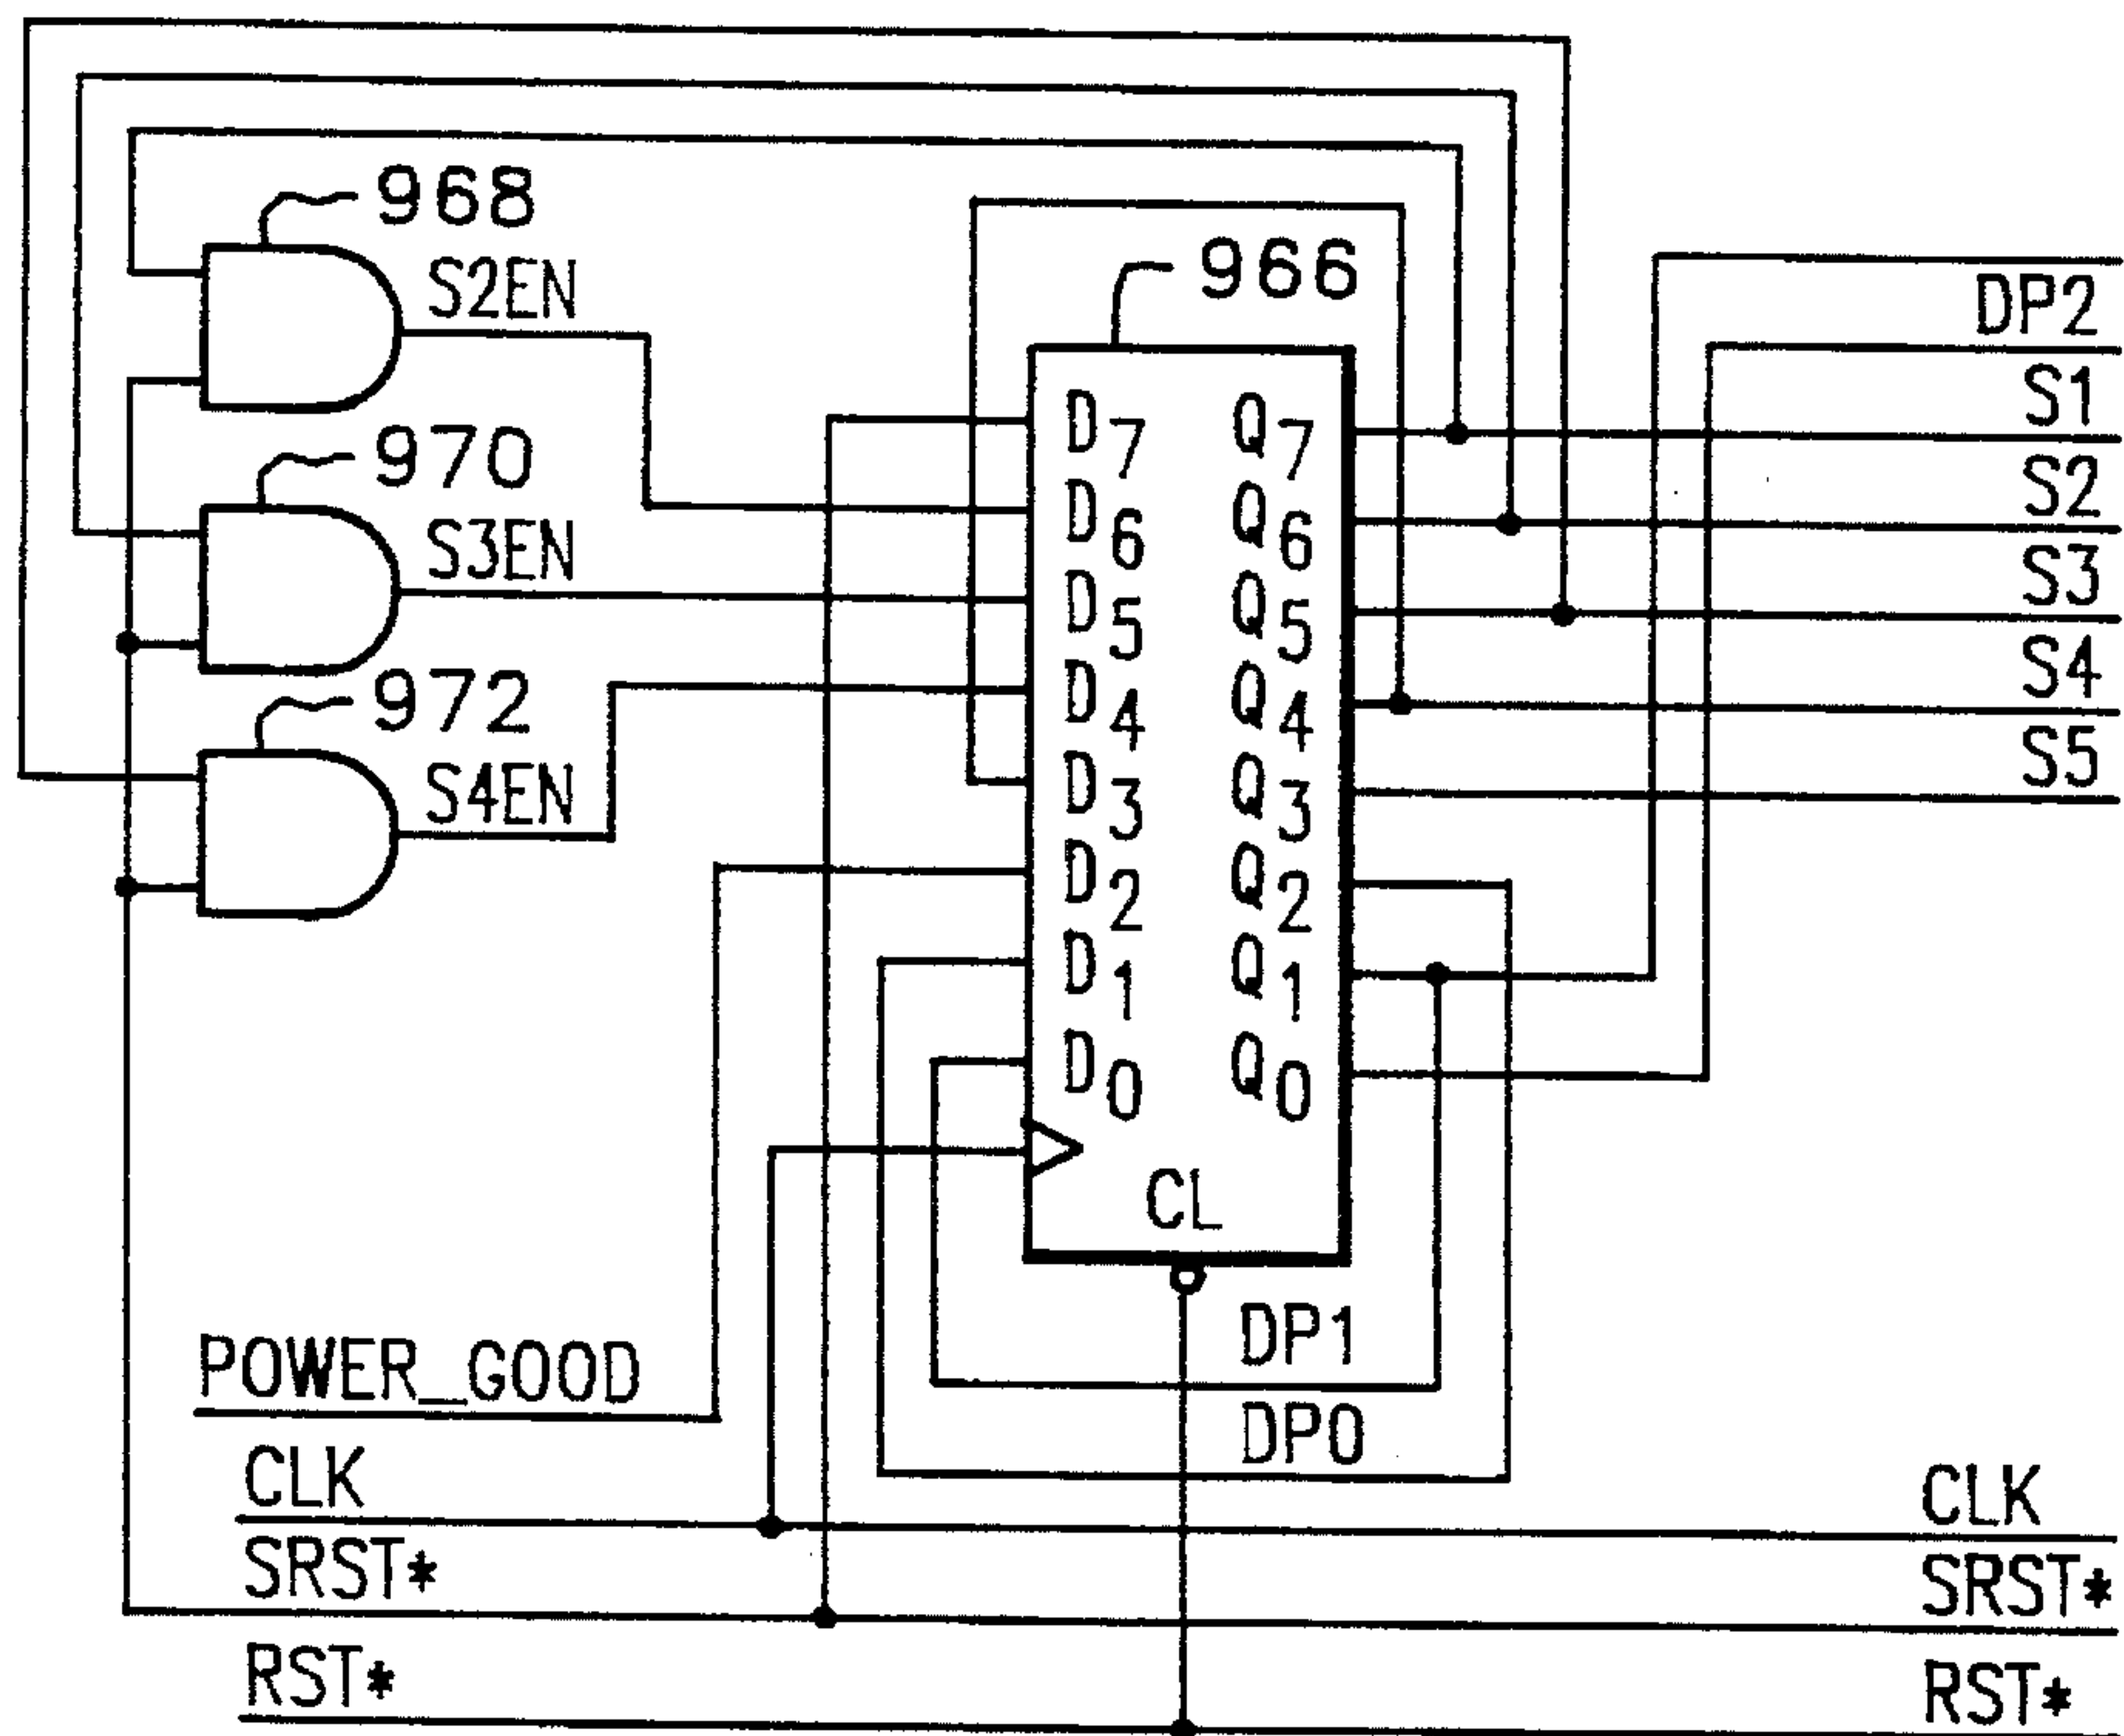 968
S2EN
966
DP2
S1
970
D7 Q7
S2
S3EN
D6 Q6
S3
D5 Q5
972
S4
D4 Q4
S4EN
S5
D3 Q3
D2 Q2
D1 Q1
D0 Q0
CL
DP1
POWER_GOOD
DP0
CLK CLK
SRST* SRST*
RST* RST*